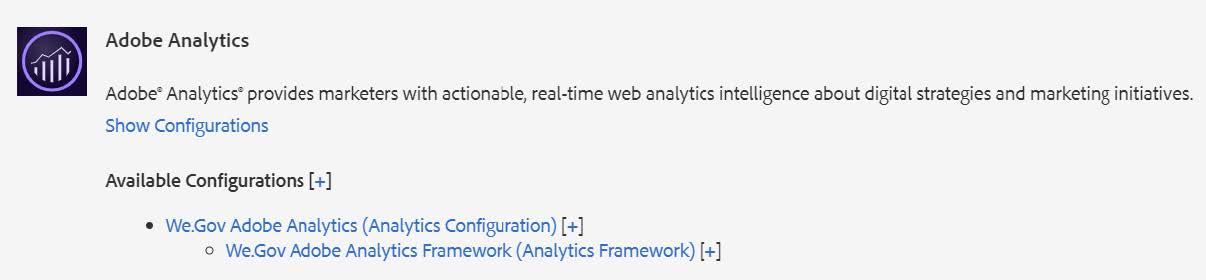 Adobe Analytics
Adobe® Analytics® provides marketers with actionable, real-time web analytics intelligence about digital strategies and marketing initiatives.
Show Configurations
Available Configurations [+]
We.Gov Adobe Analytics (Analytics Configuration) [+]
We.Gov Adobe Analytics Framework (Analytics Framework) [+]